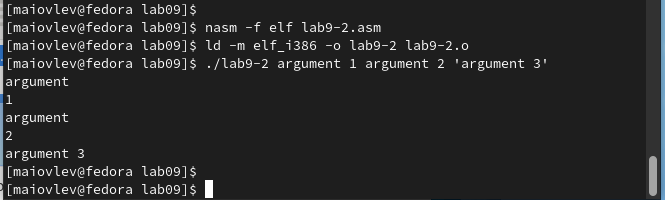 [maiovlev@fedora lab09]$
[maiovlev@fedora lab09]$ nasm -f elf lab9-2.asm
[maiovlev@fedora lab09]$ ld -m elf_i386 -o lab9-2 lab9-2.o
[maiovlev@fedora lab09]$ ./lab9-2 argument 1 argument 2 'argument 3'
argument
1
argument
2
argument 3
[maiovlev@fedora lab09]$
[maiovlev@fedora lab09]$